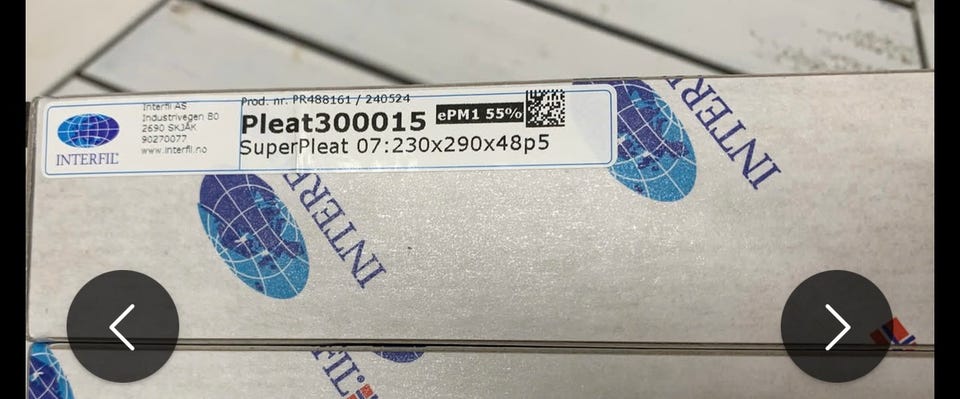 INTERFIL
Interfil AS
Industrivegen 80
2690 SKJÅK
90270077
www.interfil.no
Prod. nr. PR488161 / 240524
Pleat300015 ePM1 55%
SuperPleat 07:230x290x48p5
INTERFIL
INTERFIL